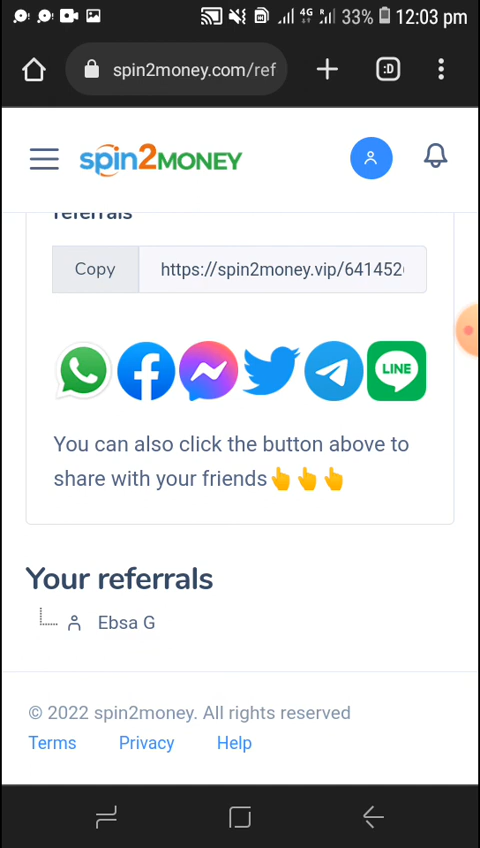 4G R 33% 12:03 pm
spin2money.com/ref
:D
spin2MONEY
referrals
Copy https://spin2money.vip/641452
LINE
You can also click the button above to
share with your friends👆👆👆
Your referrals
Ebsa G
© 2022 spin2money. All rights reserved
Terms Privacy Help